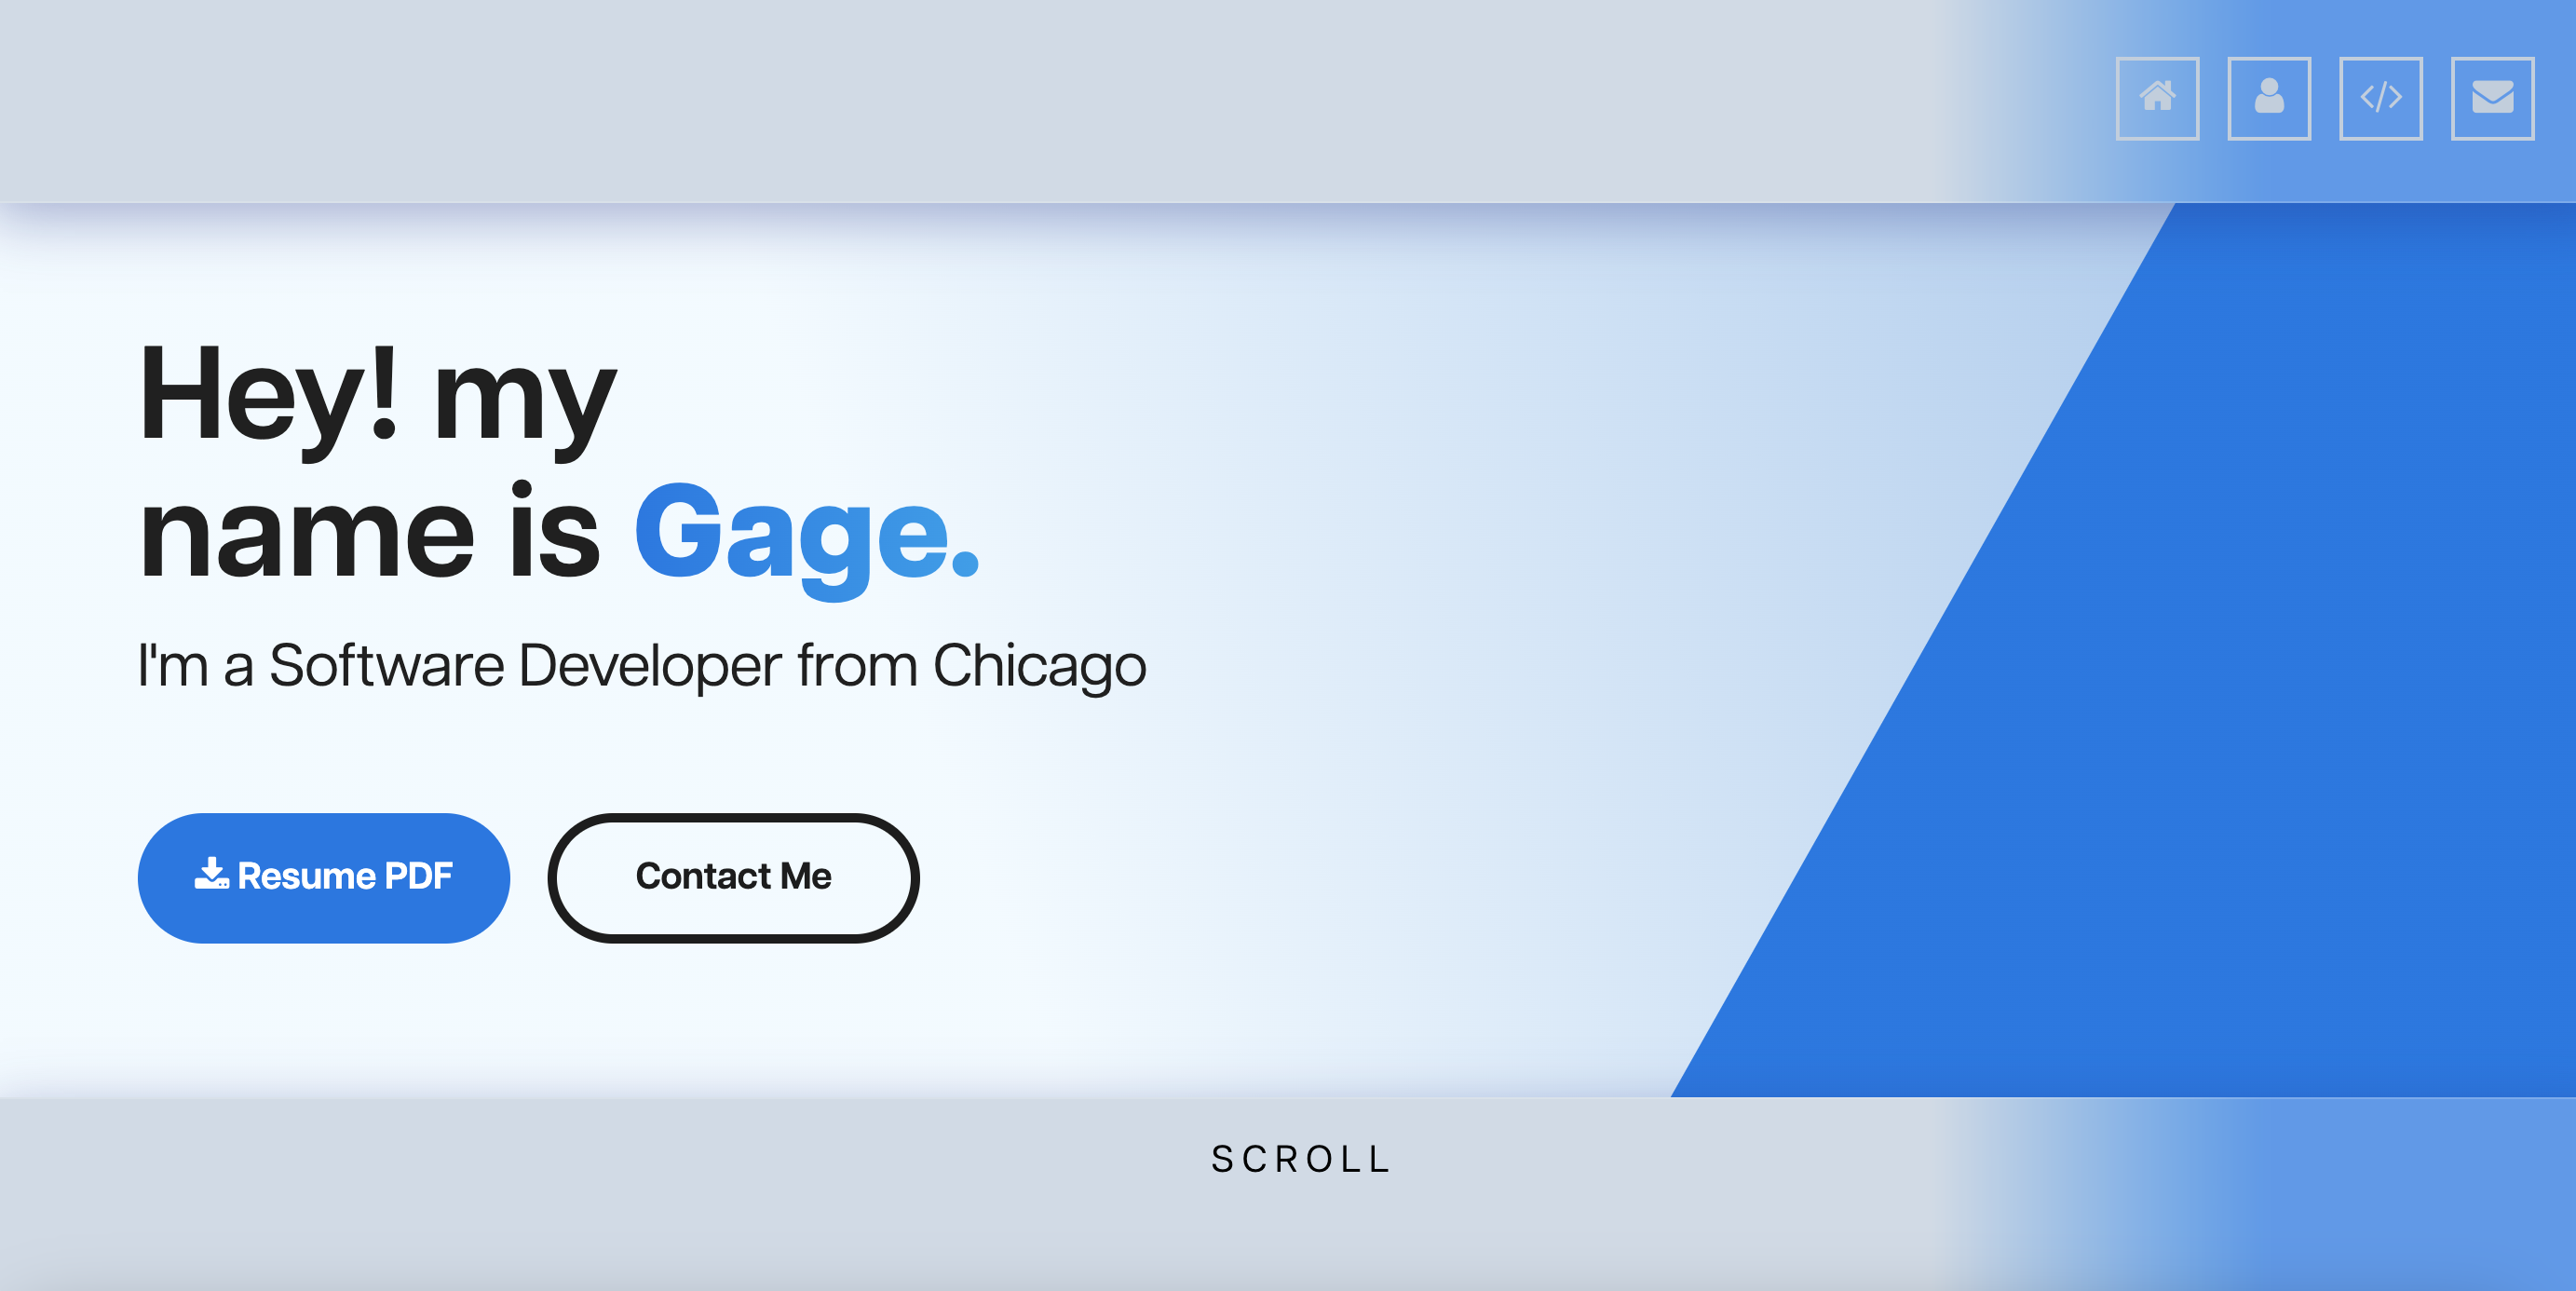 Hey! my
name is Gage.
I'm a Software Developer from Chicago
Resume PDF
Contact Me
SCROLL